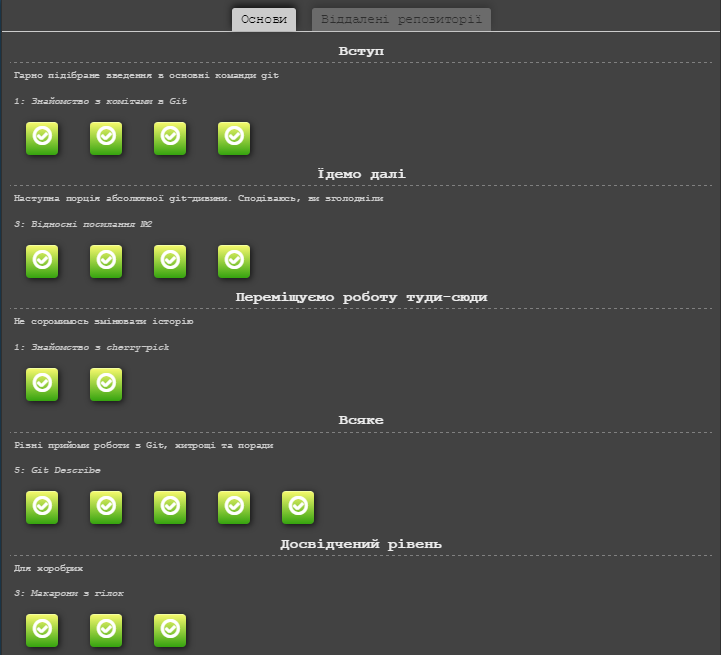 Основи
Віддалені репозиторії
Вступ
Гарно підібране введення в основні команди git
1: Знайомство з комітами в Git
Їдемо далі
Наступна порція абсолютної git-дивини. Сподіваюсь, ви зголодніли
3: Відносні посилання №2
Переміщуємо роботу туди-сюди
Не соромимось змінювати історію
1: Знайомство з cherry-pick
Всяке
Різні прийоми роботи з Git, хитрощі та поради
5: Git Describe
Досвідчений рівень
Для хоробрих
3: Макарони з гілок